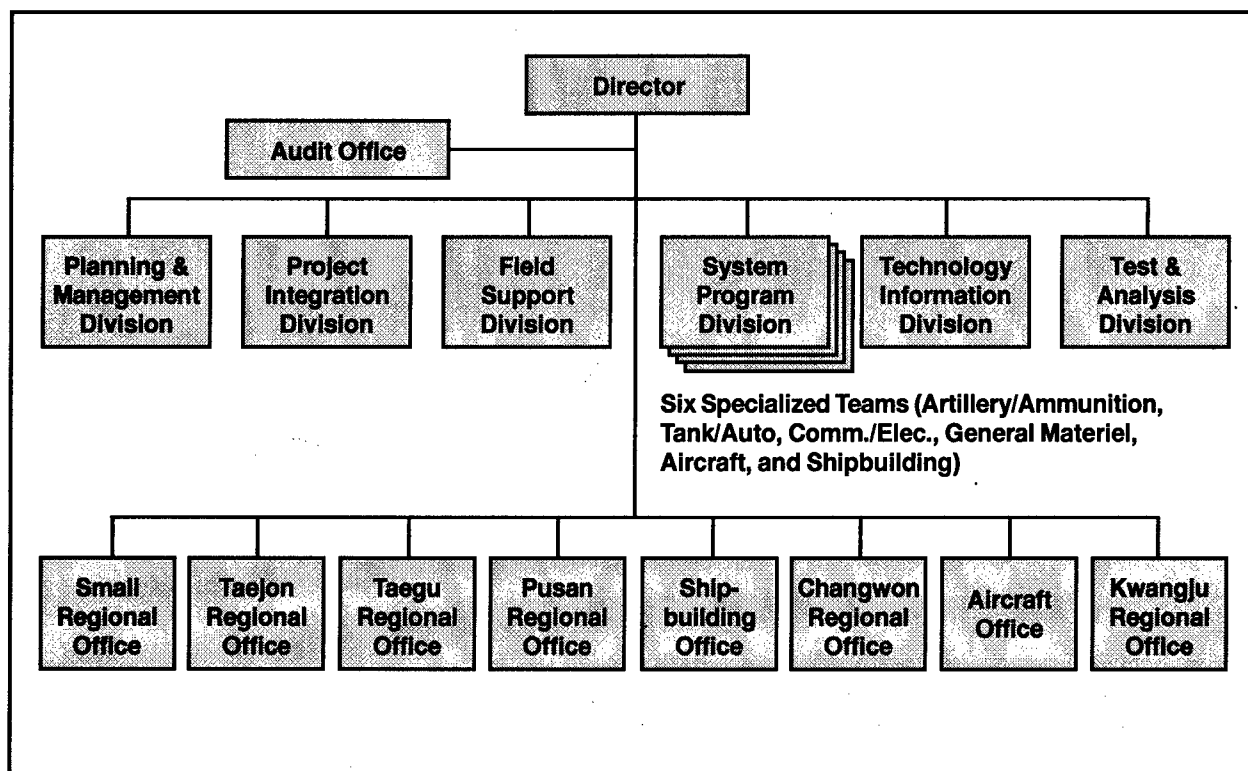 Director
Audit Office
Planning &
Management
Division
Project
Integration
Division
Field
Support
Division
System
Program
Division
Technology
Information
Division
Test &
Analysis
Division
Six Specialized Teams (Artillery/Ammunition,
Tank/Auto, Comm./Elec., General Materiel,
Aircraft, and Shipbuilding)
Small
Regional
Office
Taejon
Regional
Office
Taegu
Regional
Office
Pusan
Regional
Office
Ship-
building
Office
Changwon
Regional
Office
Aircraft
Office
Kwangju
Regional
Office